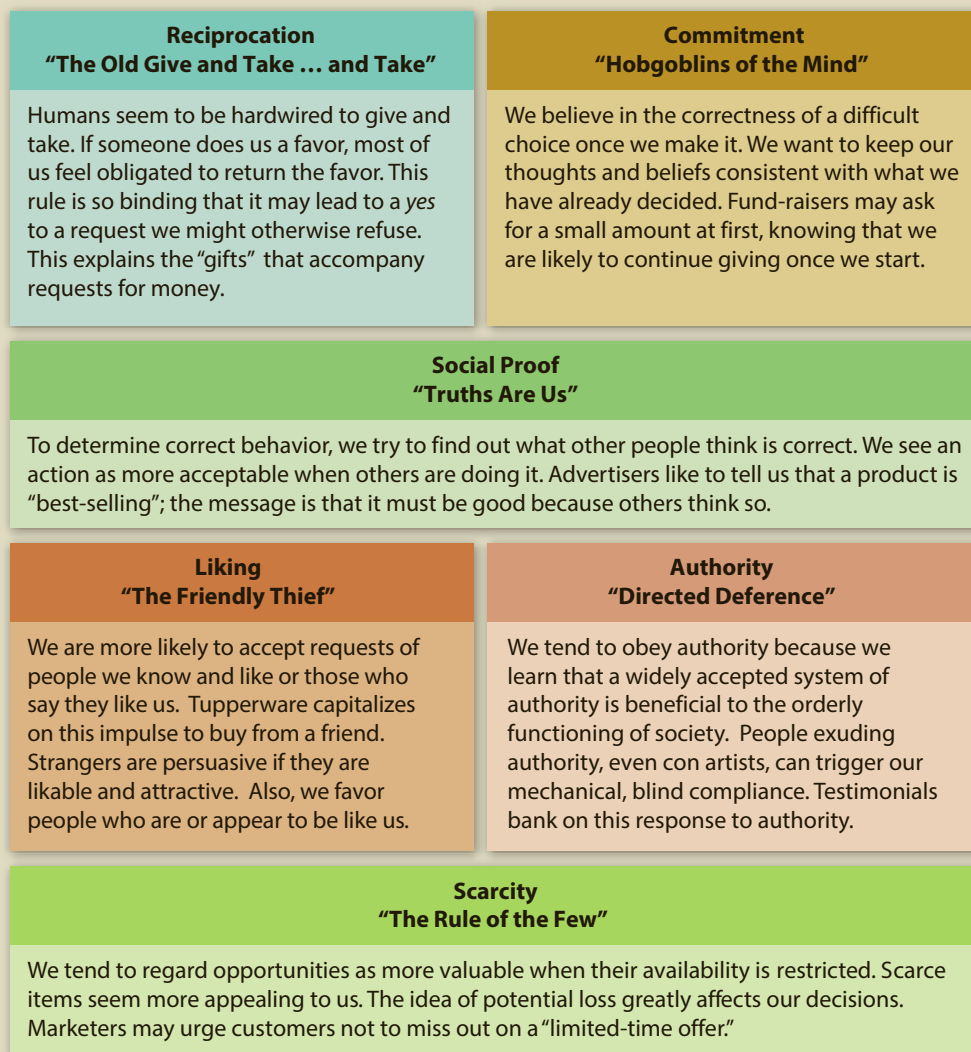 Reciprocation
“The Old Give and Take … and Take”
Humans seem to be hardwired to give and
take. If someone does us a favor, most of
us feel obligated to return the favor. This
rule is so binding that it may lead to a yes
to a request we might otherwise refuse.
This explains the “gifts” that accompany
requests for money.
Commitment
“Hobgoblins of the Mind”
We believe in the correctness of a difficult
choice once we make it. We want to keep our
thoughts and beliefs consistent with what we
have already decided. Fund-raisers may ask
for a small amount at first, knowing that we
are likely to continue giving once we start.
Social Proof
“Truths Are Us”
To determine correct behavior, we try to find out what other people think is correct. We see an
action as more acceptable when others are doing it. Advertisers like to tell us that a product is
“best-selling”; the message is that it must be good because others think so.
Liking
“The Friendly Thief”
We are more likely to accept requests of
people we know and like or those who
say they like us. Tupperware capitalizes
on this impulse to buy from a friend.
Strangers are persuasive if they are
likable and attractive. Also, we favor
people who are or appear to be like us.
Authority
“Directed Deference”
We tend to obey authority because we
learn that a widely accepted system of
authority is beneficial to the orderly
functioning of society. People exuding
authority, even con artists, can trigger our
mechanical, blind compliance. Testimonials
bank on this response to authority.
Scarcity
“The Rule of the Few”
We tend to regard opportunities as more valuable when their availability is restricted. Scarce
items seem more appealing to us. The idea of potential loss greatly affects our decisions.
Marketers may urge customers not to miss out on a “limited-time offer.”